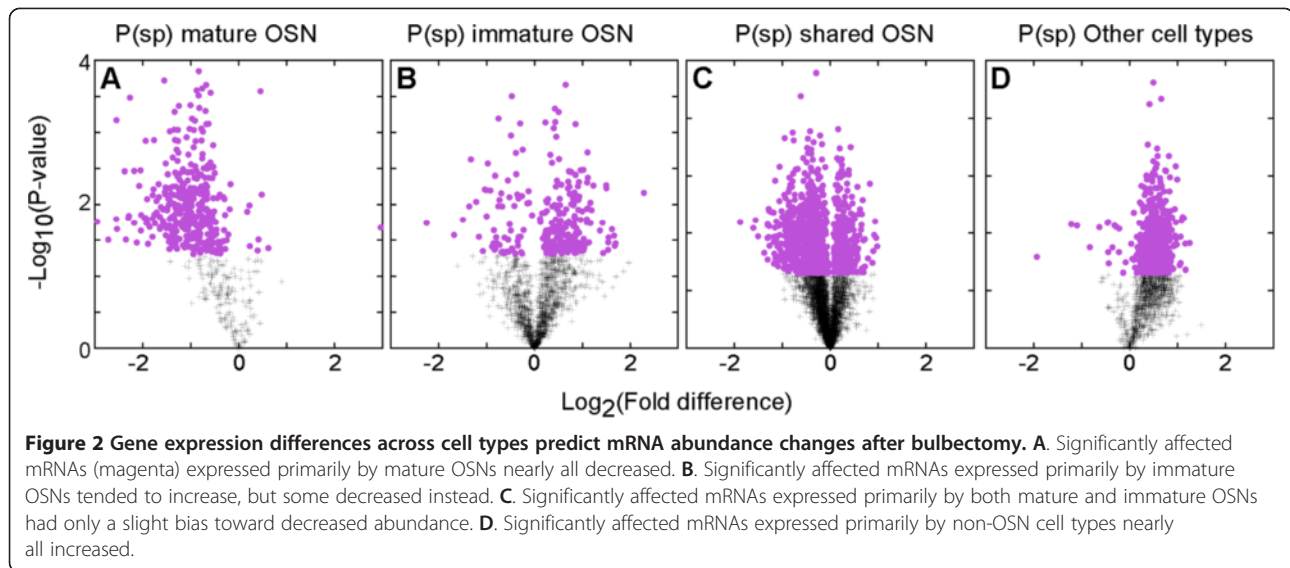 P(sp) mature OSN P(sp) immature OSN P(sp) shared OSN P(sp) Other cell types
A B C D
4
2
0
-Log10(P-value)
-2 0 2 -2 0 2 -2 0 2 -2 0 2
Log2(Fold difference)
Figure 2 Gene expression differences across cell types predict mRNA abundance changes after bulbectomy. A. Significantly affected
mRNAs (magenta) expressed primarily by mature OSNs nearly all decreased. B. Significantly affected mRNAs expressed primarily by immature
OSNs tended to increase, but some decreased instead. C. Significantly affected mRNAs expressed primarily by both mature and immature OSNs
had only a slight bias toward decreased abundance. D. Significantly affected mRNAs expressed primarily by non-OSN cell types nearly
all increased.